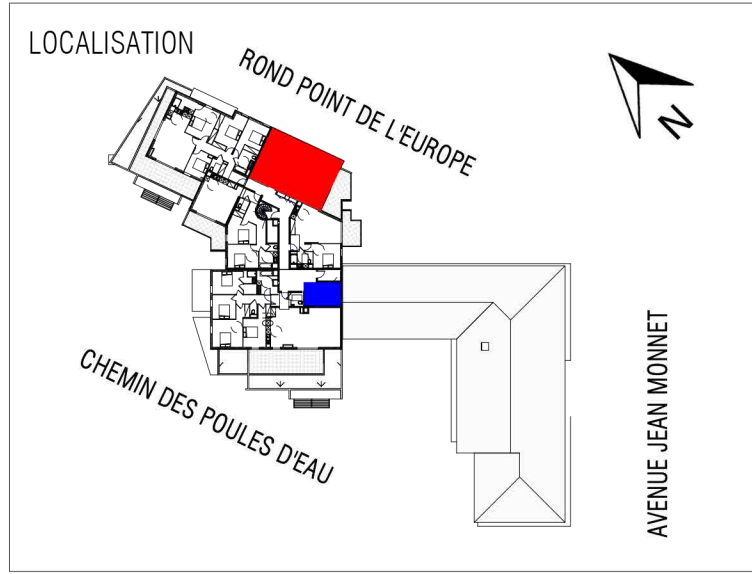 LOCALISATION
ROND POINT DE L'EUROPE
N
CHEMIN DES POULES D'EAU
AVENUE JEAN MONNET